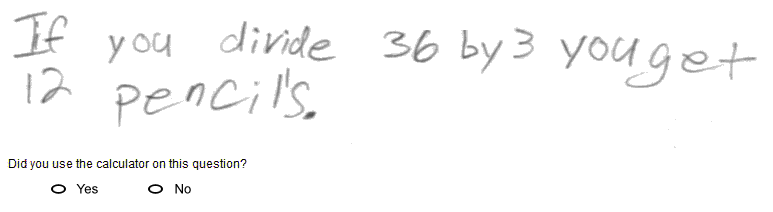 If you divide 36 by 3 you get
12 pencil's.
Did you use the calculator on this question?
Yes No